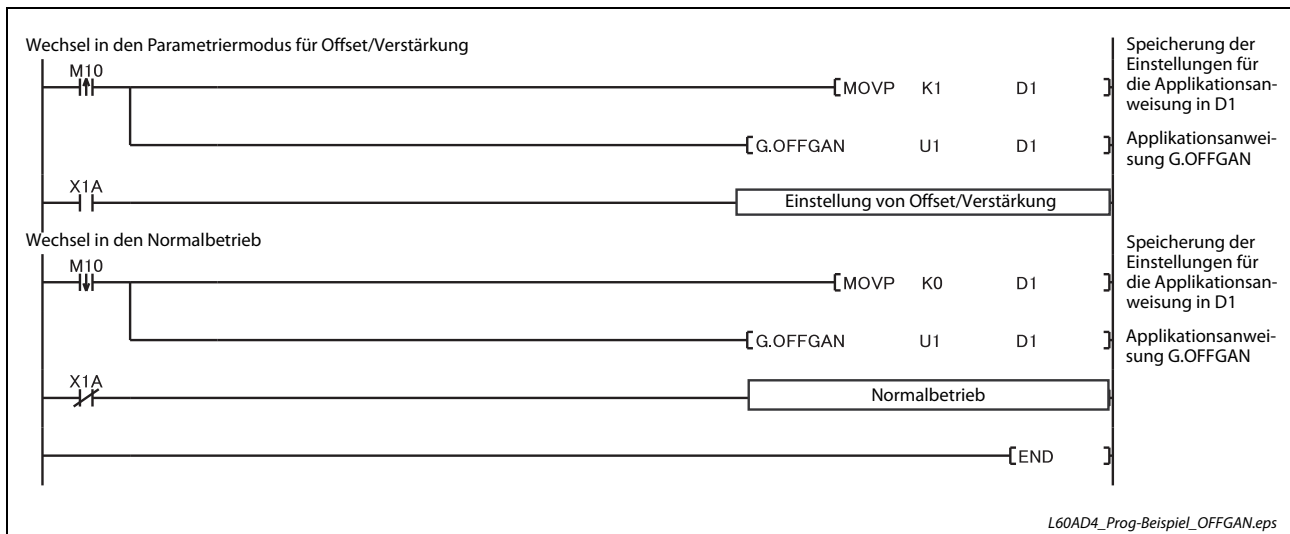 Wechsel in den Parametriermodus für Offset/Verstärkung
M10
MOVP K1 D1
Speicherung der
Einstellungen für
die Applikationsan-
weisung in D1
G.OFFGAN U1 D1
Applikationsanwei-
sung G.OFFGAN
X1A
Einstellung von Offset/Verstärkung
Wechsel in den Normalbetrieb
M10
MOVP K0 D1
Speicherung der
Einstellungen für
die Applikationsan-
weisung in D1
G.OFFGAN U1 D1
Applikationsanwei-
sung G.OFFGAN
X1A
Normalbetrieb
END
L60AD4_Prog-Beispiel_OFFGAN.eps